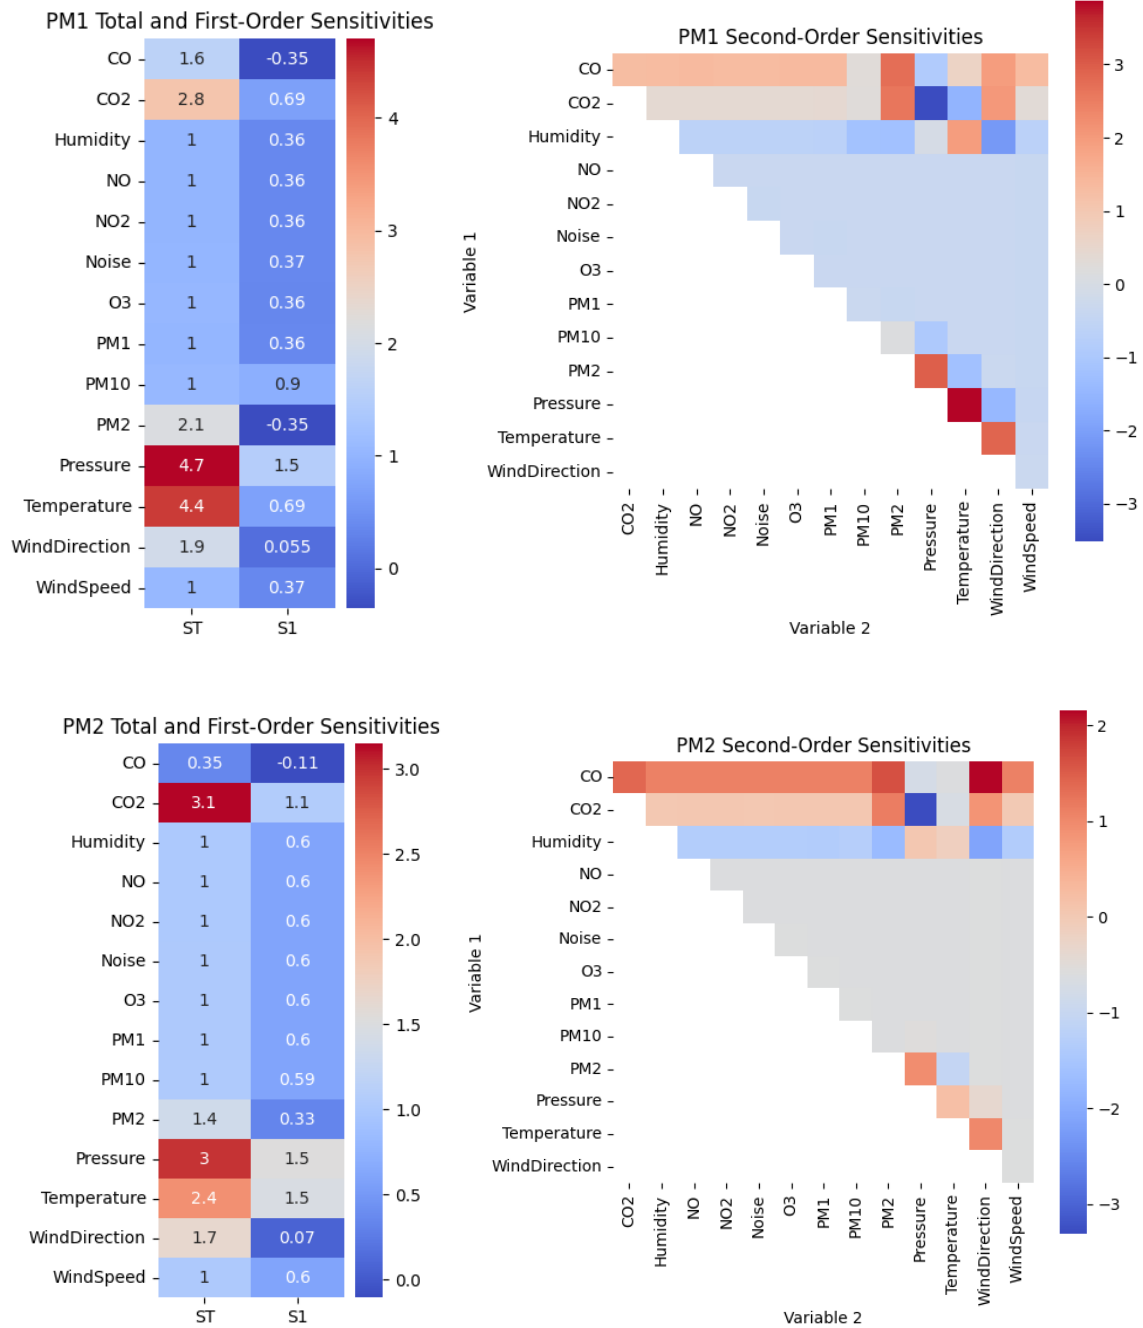 PM1 Total and First-Order Sensitivities
CO 1.6 -0.35
CO2 2.8 0.69
Humidity 1 0.36
NO 1 0.36
NO2 1 0.36
Noise 1 0.37
O3 1 0.36
PM1 1 0.36
PM10 1 0.9
PM2 2.1 -0.35
Pressure 4.7 1.5
Temperature 4.4 0.69
WindDirection 1.9 0.055
WindSpeed 1 0.37
ST S1
4
3
2
1
0
PM1 Second-Order Sensitivities
Variable 1
CO
CO2
Humidity
NO
NO2
Noise
O3
PM1
PM10
PM2
Pressure
Temperature
WindDirection
CO2 Humidity NO NO2 Noise O3 PM1 PM10 PM2 Pressure Temperature WindDirection WindSpeed
Variable 2
3
2
1
0
−1
−2
−3
PM2 Total and First-Order Sensitivities
CO 0.35 -0.11
CO2 3.1 1.1
Humidity 1 0.6
NO 1 0.6
NO2 1 0.6
Noise 1 0.6
O3 1 0.6
PM1 1 0.6
PM10 1 0.59
PM2 1.4 0.33
Pressure 3 1.5
Temperature 2.4 1.5
WindDirection 1.7 0.07
WindSpeed 1 0.6
ST S1
3.0
2.5
2.0
1.5
1.0
0.5
0.0
PM2 Second-Order Sensitivities
Variable 1
CO
CO2
Humidity
NO
NO2
Noise
O3
PM1
PM10
PM2
Pressure
Temperature
WindDirection
CO2 Humidity NO NO2 Noise O3 PM1 PM10 PM2 Pressure Temperature WindDirection WindSpeed
Variable 2
2
1
0
−1
−2
−3